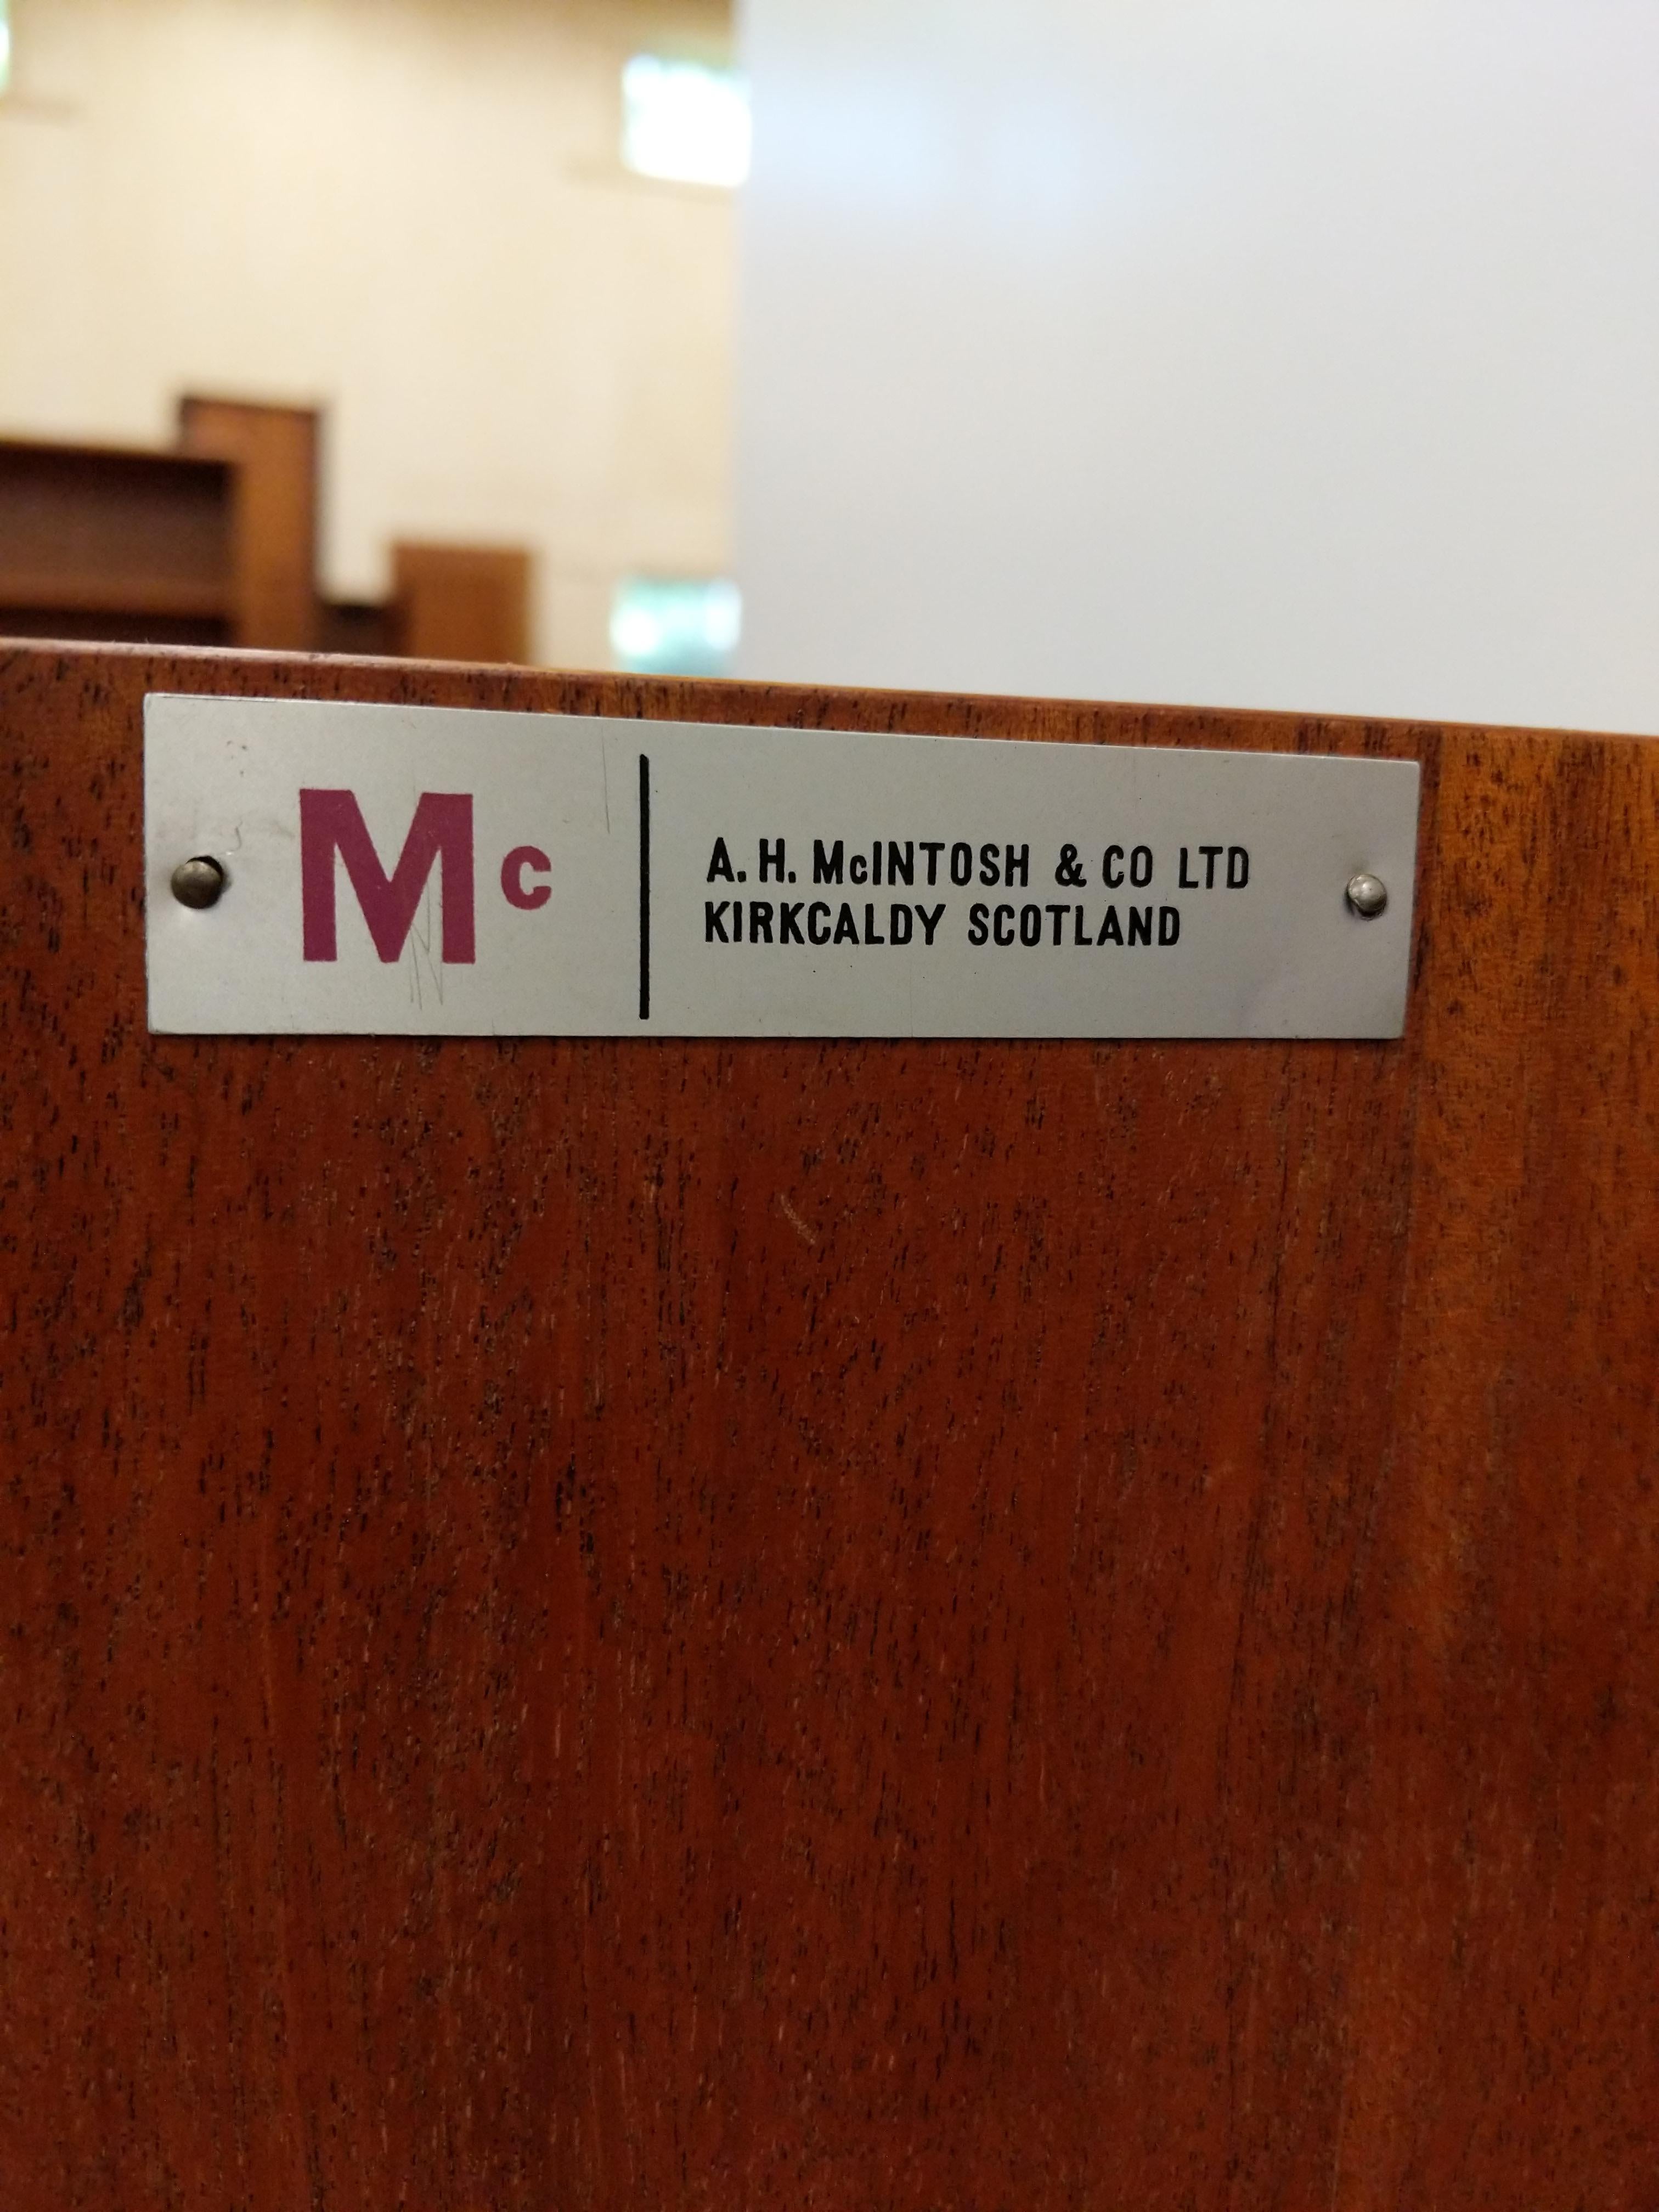 Mc
A. H. McINTOSH & CO LTD
KIRKCALDY SCOTLAND